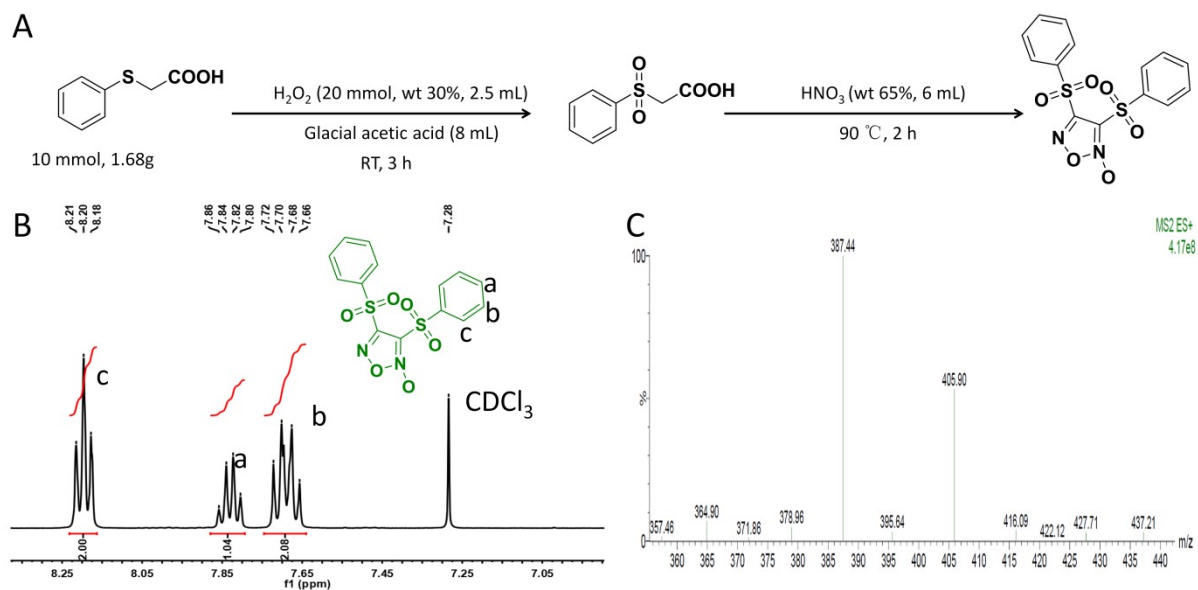 A
S
COOH
10 mmol, 1.68g
H₂O₂ (20 mmol, wt 30%, 2.5 mL)
Glacial acetic acid (8 mL)
RT, 3 h
O
S
O
COOH
HNO₃ (wt 65%, 6 mL)
90 ℃, 2 h
S
O
O
O
S
O
N
O
N
O
B
8.21
8.20
8.18
7.86
7.84
7.82
7.80
7.72
7.70
7.68
7.66
7.28
S
O
O
O
S
O
N
O
N
O
a
b
c
c
a
b
CDCl₃
2.00
1.04
2.08
8.25 8.05 7.85 7.65 7.45 7.25 7.05
f1 (ppm)
C
MS2 ES+
4.17e8
100
%
0
387.44
405.90
357.46
364.90
371.86
378.96
395.64
416.09
422.12
427.71
437.21
m/z
360 365 370 375 380 385 390 395 400 405 410 415 420 425 430 435 440